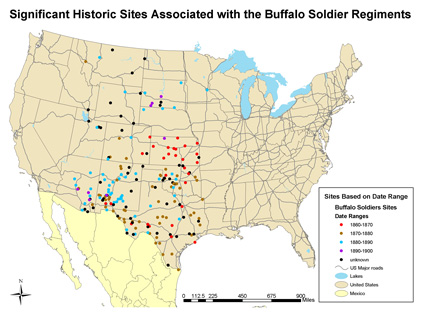 Significant Historic Sites Associated with the Buffalo Soldier Regiments
Sites Based on Date Range
Buffalo Soldiers Sites
Date Ranges
1860-1870
1870-1880
1880-1890
1890-1900
unknown
US Major roads
Lakes
United States
Mexico
N
0 112.5 225 450 675 900
Miles